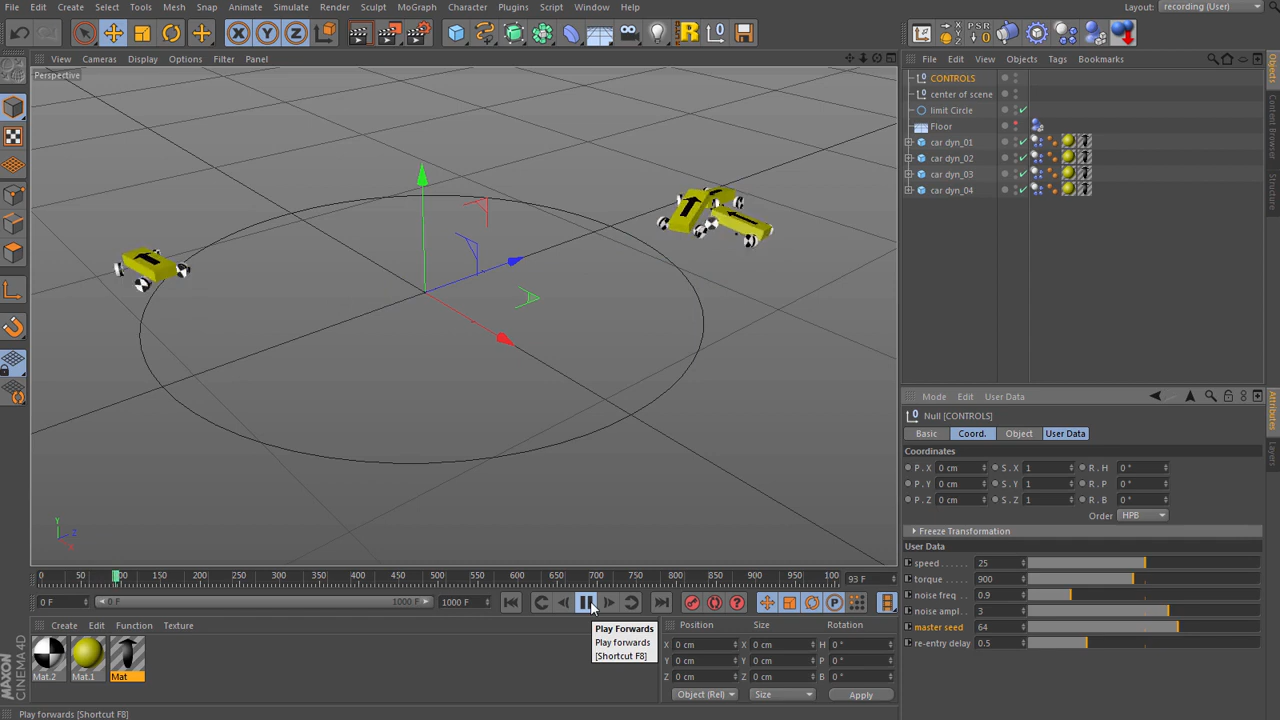 File Edit Create Select Tools Mesh Snap Animate Simulate Render Sculpt MoGraph Character Plugins Script Window Help Layout: recording (User)
View Cameras Display Options Filter Panel
File Edit View Objects Tags Bookmarks
Perspective
CONTROLS
center of scene
limit Circle
Floor
car dyn_01
car dyn_02
car dyn_03
car dyn_04
Objects
Content Browser
Structure
Mode Edit User Data
Null [CONTROLS]
Basic Coord. Object User Data
Coordinates
P . X 0 cm S . X 1 R . H 0 °
P . Y 0 cm S . Y 1 R . P 0 °
P . Z 0 cm S . Z 1 R . B 0 °
Order HPB
Freeze Transformation
User Data
speed 25
torque 900
noise freq 0.9
noise ampl. 3
master seed 64
re-entry delay 0.5
Attributes
Layers
Y
Z
X
0 50 100 150 200 250 300 350 400 450 500 550 600 650 700 750 800 850 900 950 1000 93 F
0 F 0 F 1000 F 1000 F
Play Forwards
Play forwards
[Shortcut F8]
Create Edit Function Texture
Mat.2 Mat.1 Mat
Position Size Rotation
X 0 cm X 0 cm H 0 °
Y 0 cm Y 0 cm P 0 °
Z 0 cm Z 0 cm B 0 °
Object (Rel) Size Apply
MAXON
CINEMA 4D
Play forwards [Shortcut F8]